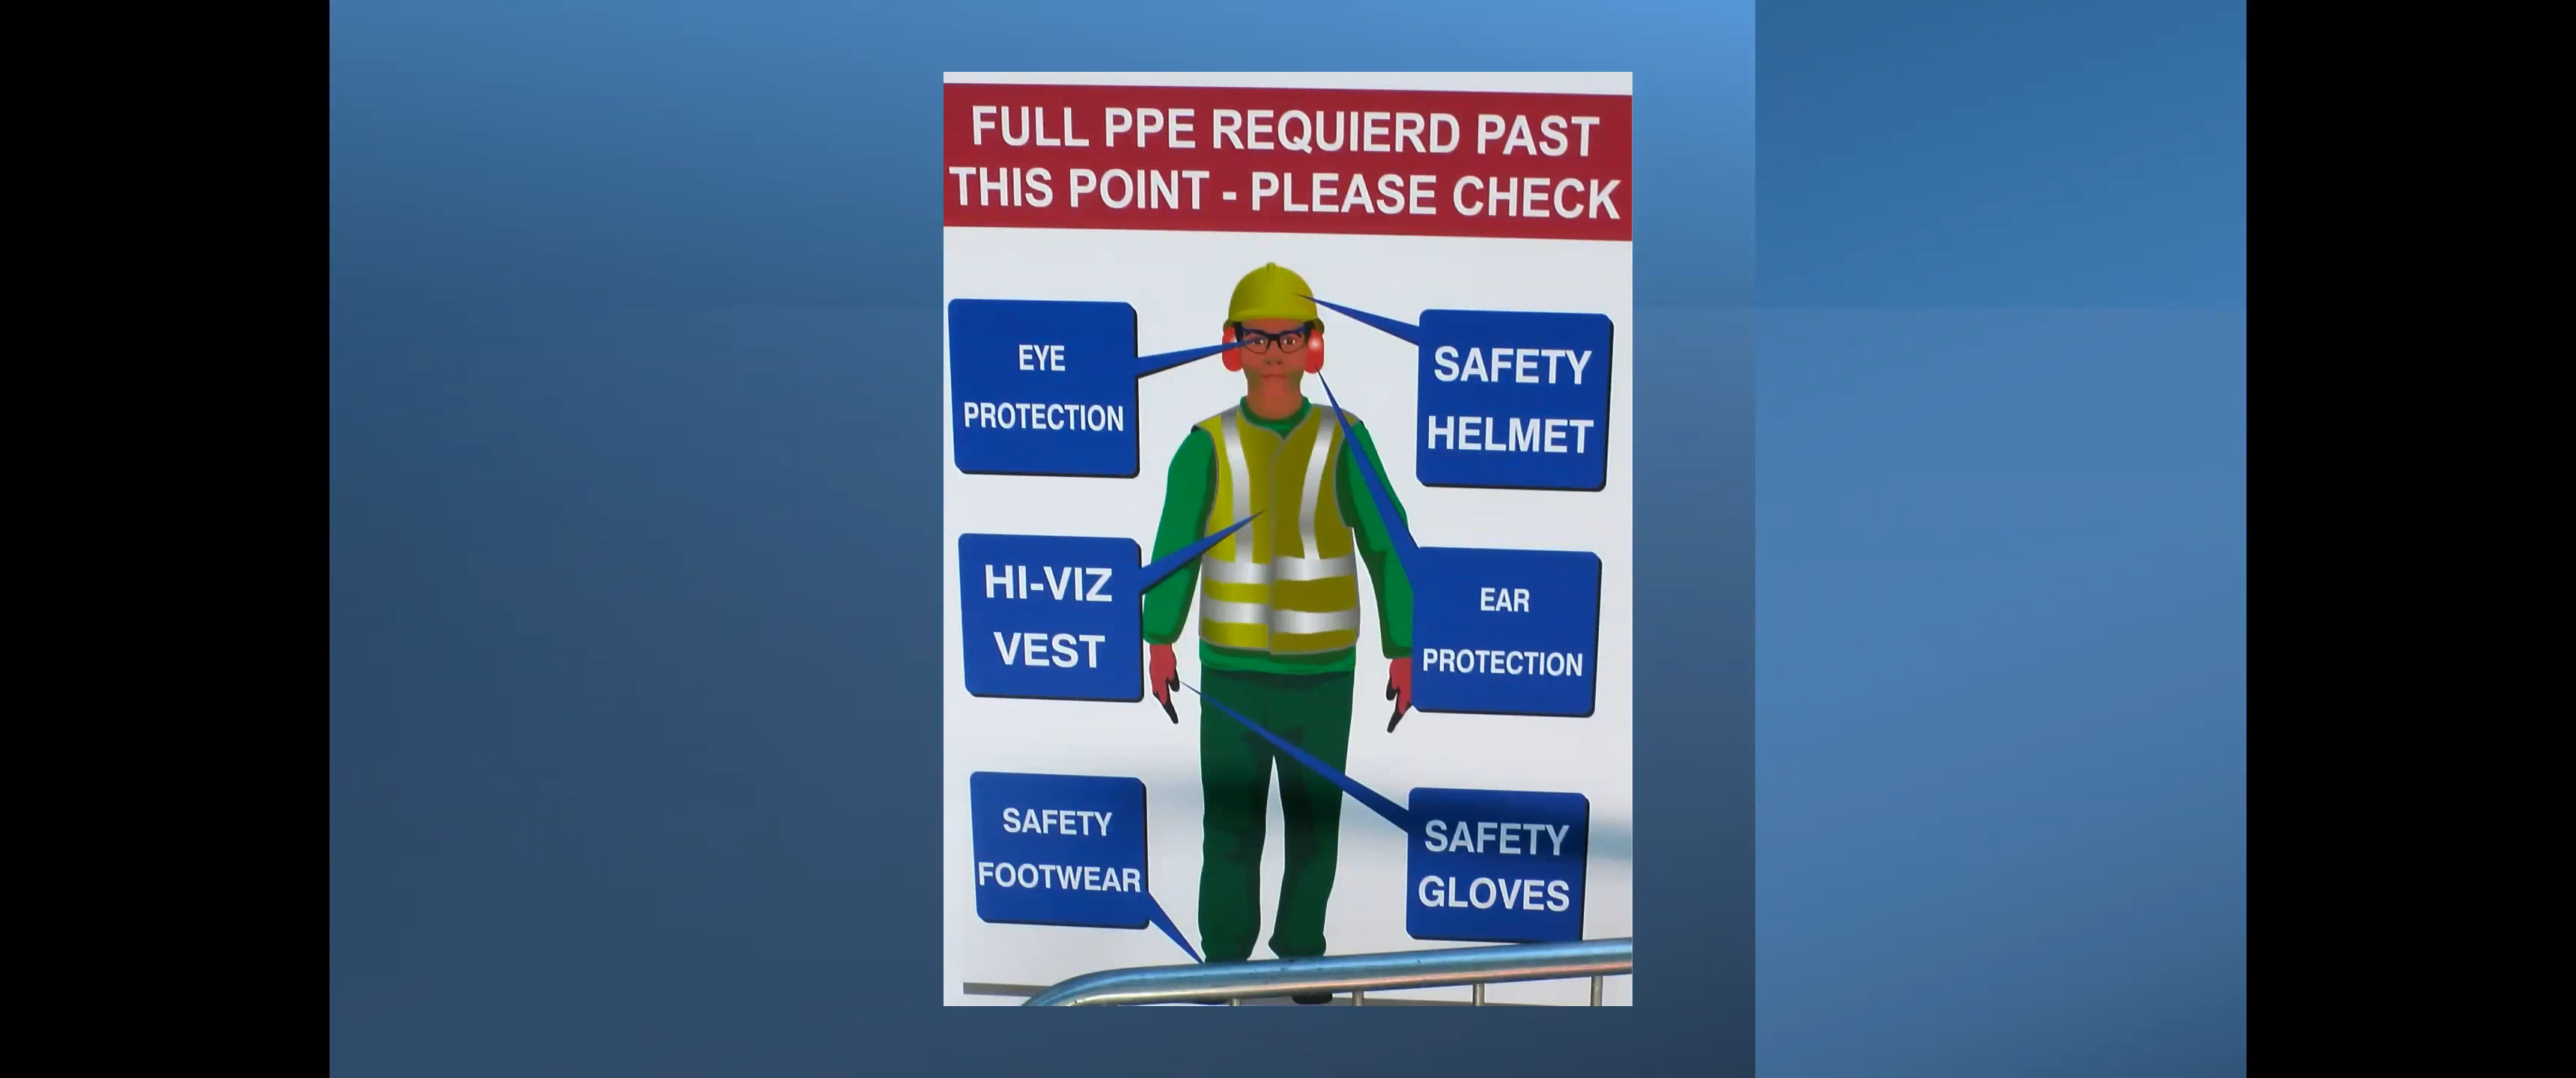 FULL PPE REQUIERD PAST
THIS POINT - PLEASE CHECK
EYE
PROTECTION
SAFETY
HELMET
HI-VIZ
VEST
EAR
PROTECTION
SAFETY
FOOTWEAR
SAFETY
GLOVES